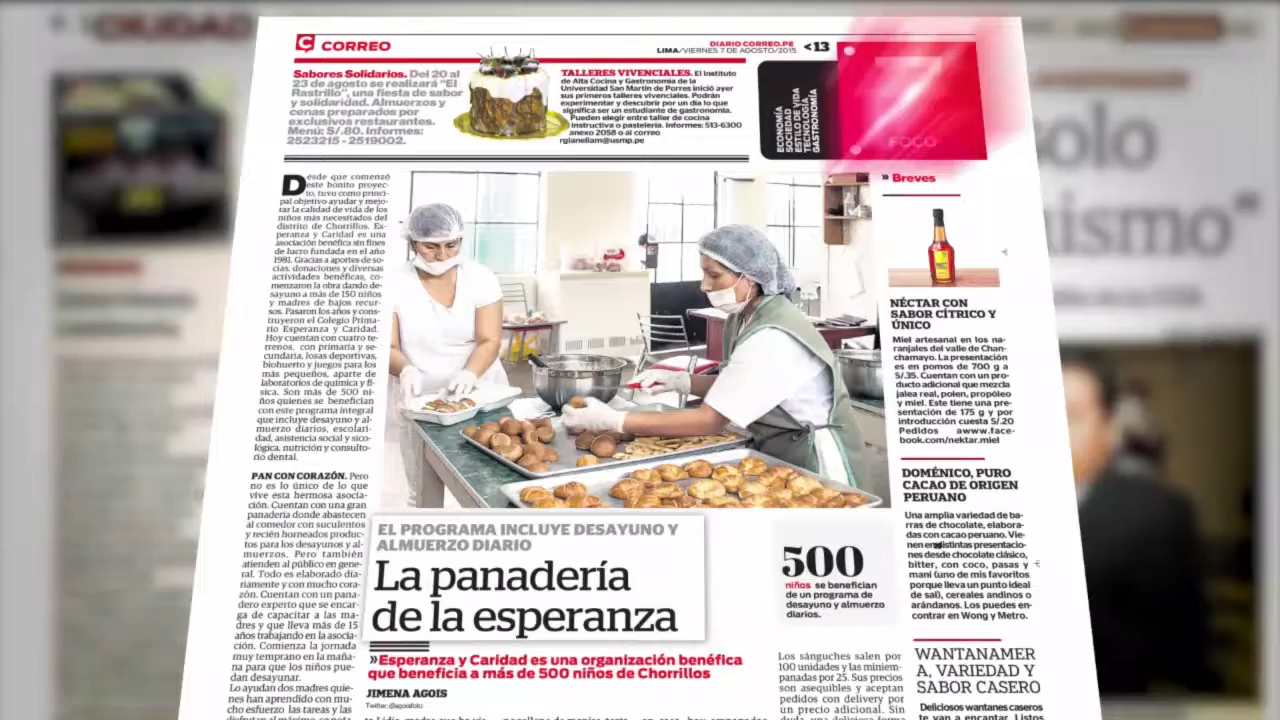 CIUDAD
C CORREO
DIARIOCORREO.PE
LIMA/VIERNES 7 DE AGOSTO/2015 <13
Sabores Solidarios. Del 20 al
23 de agosto se realizará "El
Rastrillo", una fiesta de sabor
y solidaridad. Almuerzos y
cenas preparados por
exclusivos restaurantes.
Menú: S/.80. Informes:
2523215 - 2519002.
TALLERES VIVENCIALES. El Instituto
de Alta Cocina y Gastronomía de la
Universidad San Martín de Porres inició ayer
sus primeros talleres vivenciales. Podrán
experimentar y descubrir por un día lo que
significa ser un estudiante de gastronomía.
Pueden elegir entre taller de cocina
instructiva o pastelería. Informes: 513-6300
anexo 2058 o al correo
rgianellam@usmp.pe
ECONOMÍA
SOCIEDAD
ESTILO DE VIDA
TECNOLOGÍA
GASTRONOMÍA
7
FOCO
Desde que comenzó
este bonito proyec-
to, tuvo como princi-
pal objetivo ayudar y mejo-
rar la calidad de vida de los
niños más necesitados del
distrito de Chorrillos. Es-
peranza y Caridad es una
asociación benéfica sin fines
de lucro fundada en el año
1981. Gracias a aportes de so-
cias, donaciones y diversas
actividades benéficas, co-
menzaron la obra dando de-
sayuno a más de 150 niños
y madres de bajos recur-
sos. Pasaron los años y cons-
truyeron el Colegio Prima-
rio Esperanza y Caridad.
Hoy cuentan con cuatro te-
rrenos, con primaria y se-
cundaria, losas deportivas,
biohuerto y juegos para los
más pequeños, aparte de
laboratorios de química y fí-
sica. Son más de 500 ni-
ños quienes se benefician
con este programa integral
que incluye desayuno y al-
muerzo diarios, escolari-
dad, asistencia social y sico-
lógica, nutrición y consulto-
rio dental.
PAN CON CORAZÓN. Pero
no es lo único de lo que
vive esta hermosa asocia-
ción. Cuentan con una gran
panadería donde abastecen
al comedor con suculentos
y recién horneados produc-
tos para los desayunos y al-
muerzos. Pero también
atienden al público en gene-
ral. Todo es elaborado dia-
riamente y con mucho cora-
zón. Cuentan con un pana-
dero experto que se encar-
ga de capacitar a las ma-
dres y que lleva más de 15
años trabajando en la asocia-
ción. Comienza la jornada
muy temprano en la maña-
na para que los niños pue-
dan desayunar.
Lo ayudan dos madres quie-
nes han aprendido con mu-
cho esfuerzo las tareas y las
EL PROGRAMA INCLUYE DESAYUNO Y
ALMUERZO DIARIO
La panadería
de la esperanza
»Esperanza y Caridad es una organización benéfica
que beneficia a más de 500 niños de Chorrillos
JIMENA AGOIS
Twitter: @agoisfoto
500
niños se benefician
de un programa de
desayuno y almuerzo
diarios.
Los sánguches salen por
100 unidades y las miniem-
panadas por 25. Sus precios
son asequibles y aceptan
pedidos con delivery por
un precio adicional. Sin
» Breves
NÉCTAR CON
SABOR CÍTRICO Y
ÚNICO
Miel artesanal en los na-
ranjales del valle de Chan-
chamayo. La presentación
es en pomos de 700 g a
S/.35. Cuentan con un pro-
ducto adicional que mezcla
jalea real, polen, propóleo
y miel. Este tiene una pre-
sentación de 175 g y por
introducción cuesta S/.20
Pedidos awww.face-
book.com/nektar.miel
DOMÉNICO, PURO
CACAO DE ORIGEN
PERUANO
Una amplia variedad de ba-
rras de chocolate, elabora-
das con cacao peruano. Vie-
nen en distintas presentacio-
nes desde chocolate clásico,
bitter, con coco, pasas y
maní (uno de mis favoritos
porque lleva un punto ideal
de sal), cereales andinos o
arándanos. Los puedes en-
contrar en Wong y Metro.
WANTANAMER
A, VARIEDAD Y
SABOR CASERO
Deliciosos wantanes caseros
te van a encantar. Listos